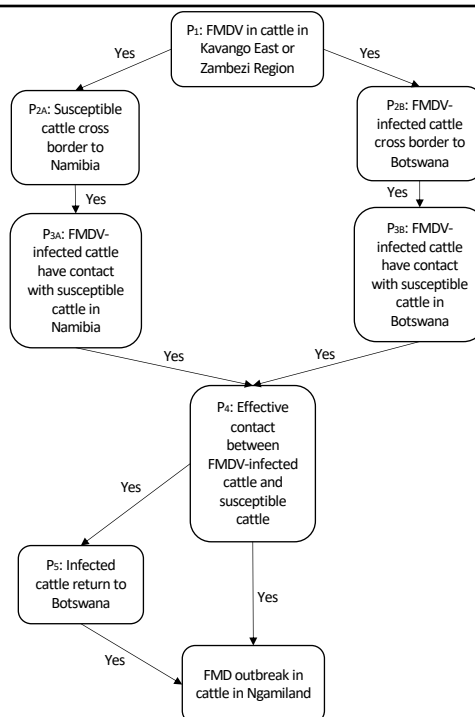 P1: FMDV in cattle in
Kavango East or
Zambezi Region
Yes
Yes
P2A: Susceptible
cattle cross
border to
Namibia
P2B: FMDV-
infected cattle
cross border to
Botswana
Yes
Yes
P3A: FMDV-
infected cattle
have contact
with susceptible
cattle in
Namibia
P3B: FMDV-
infected cattle
have contact
with susceptible
cattle in
Botswana
Yes
Yes
P4: Effective
contact
between
FMDV-infected
cattle and
susceptible
cattle
Yes
P5: Infected
cattle return to
Botswana
Yes
Yes
FMD outbreak in
cattle in Ngamiland